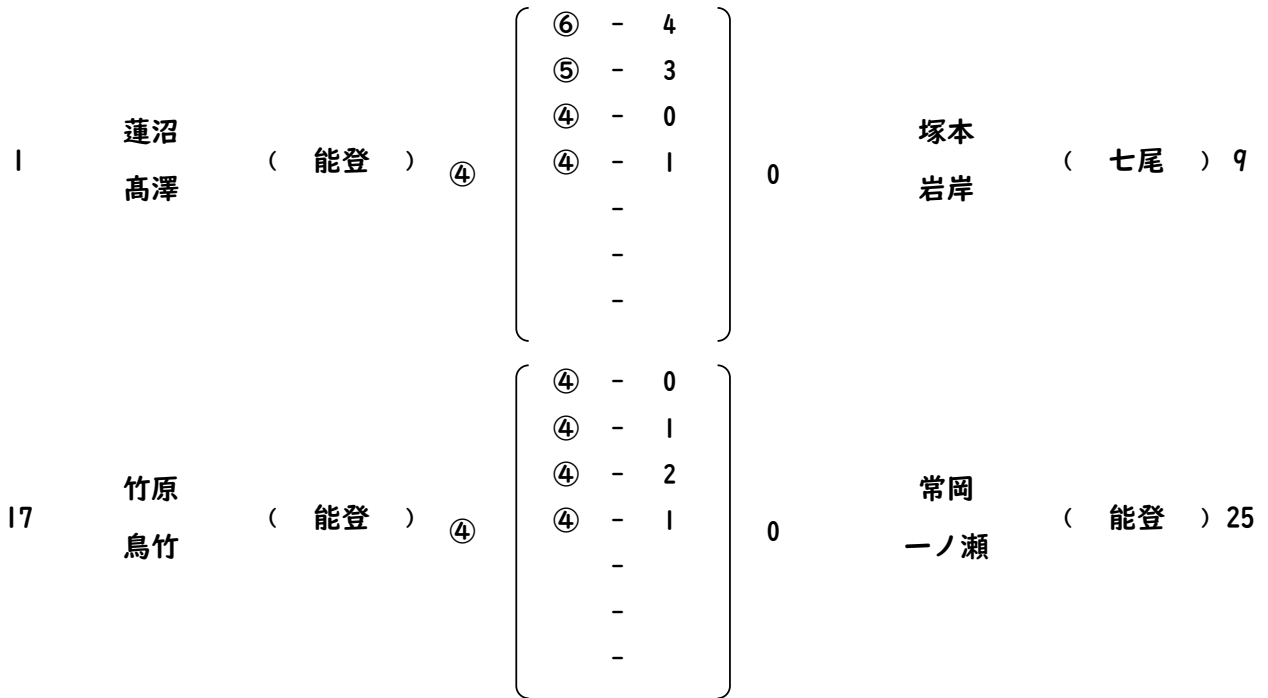 ⑥ - 4
⑤ - 3
④ - 0
蓮沼 塚本
1 ( 能登 ) ④ ④ - 1 0 ( 七尾 ) 9
髙澤 岩岸
-
-
-
④ - 0
④ - 1
④ - 2
竹原 常岡
17 ( 能登 ) ④ ④ - 1 0 ( 能登 ) 25
鳥竹 一ノ瀬
-
-
-